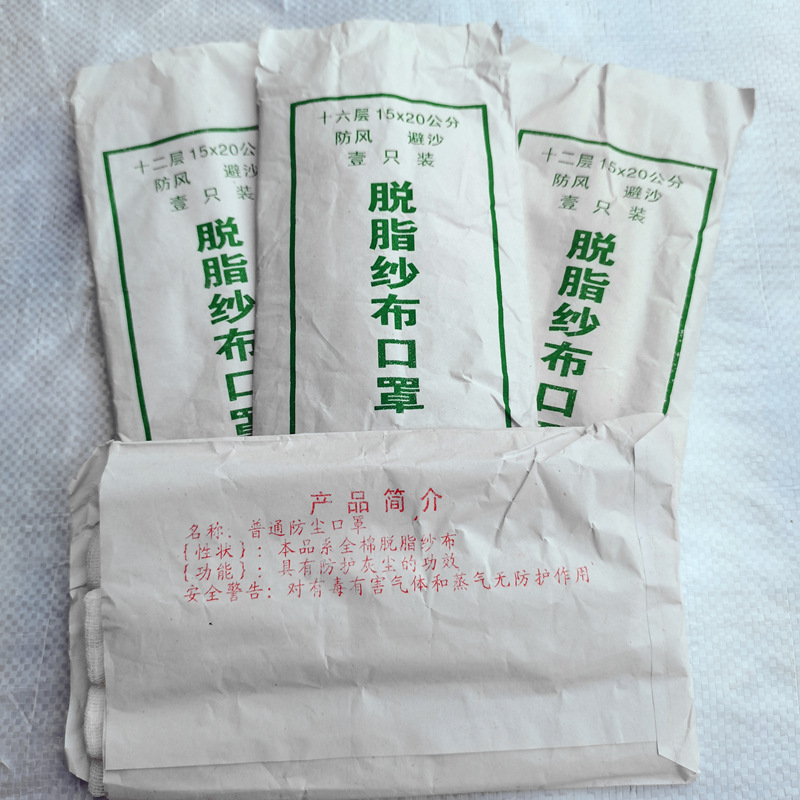 十二层 15x20公分
防风 避沙
壹只装
脱脂纱布口罩
十六层 15x20公分
防风 避沙
壹只装
脱脂纱布口罩
十二层 15x20公分
防风 避沙
壹只装
脱脂纱布口
产品简介
名称：普通防尘口罩
{性状}：本品系全棉脱脂纱布
{功能}：具有防护灰尘的功效
安全警告：对有毒有害气体和蒸气无防护作用